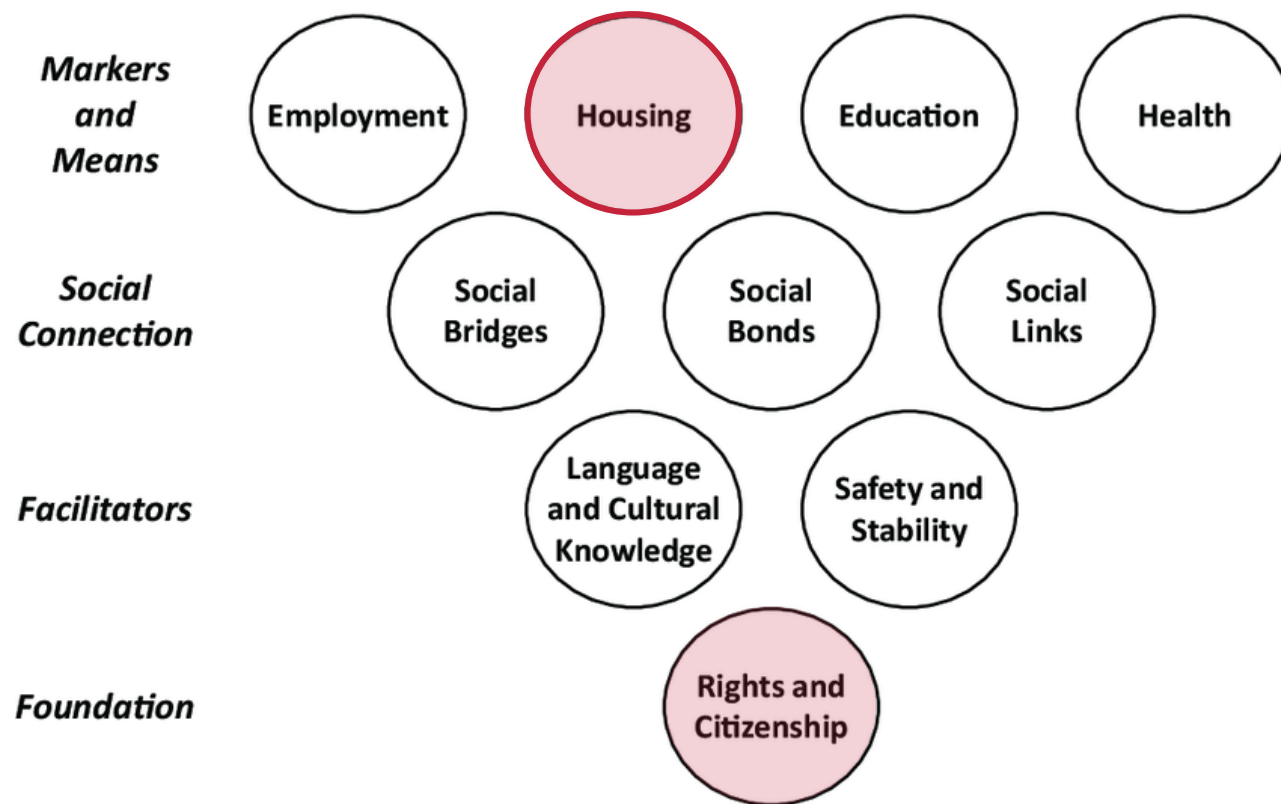 Markers
and
Means
Employment
Housing
Education
Health
Social
Connection
Social
Bridges
Social
Bonds
Social
Links
Facilitators
Language
and Cultural
Knowledge
Safety and
Stability
Foundation
Rights and
Citizenship